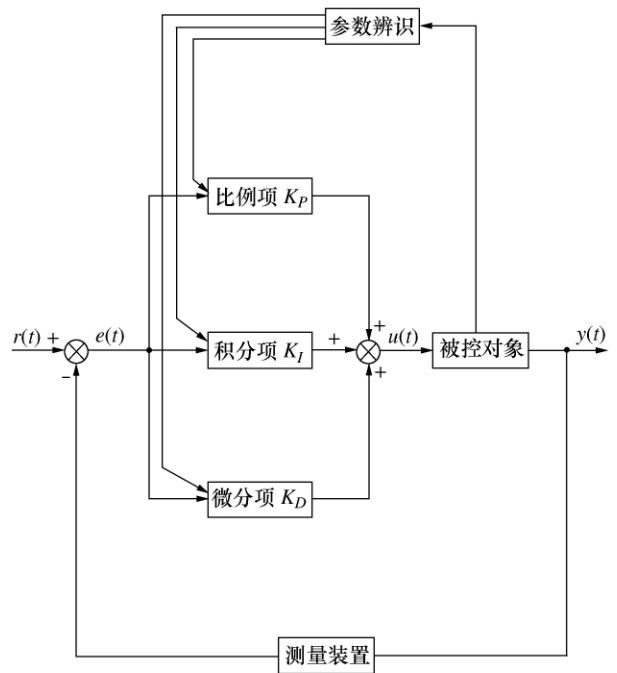 参数辨识
比例项 K_P
r(t) + e(t)
积分项 K_I
+
+
u(t)
+
被控对象
y(t)
-
微分项 K_D
测量装置